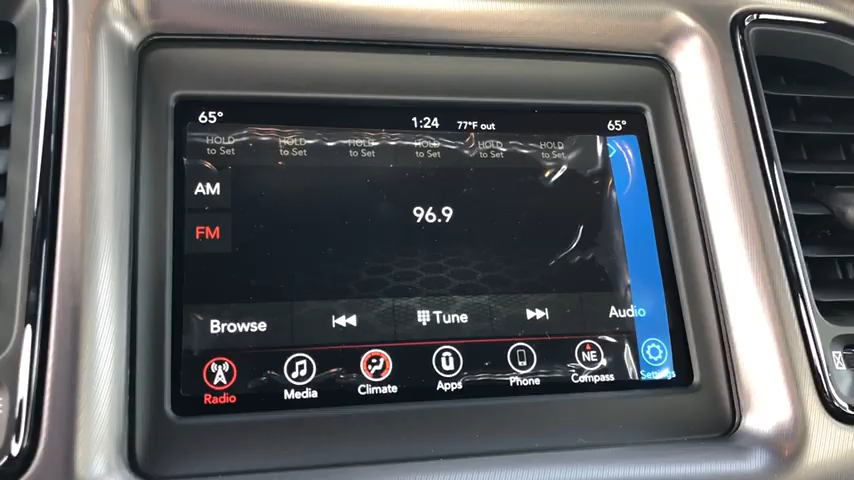 65° 1:24 77°F out 65°
HOLD HOLD HOLD HOLD HOLD HOLD
to Set to Set to Set to Set to Set to Set
AM
96.9
FM
Browse Tune Audio
NE
Radio Media Climate Apps Phone Compass Settings